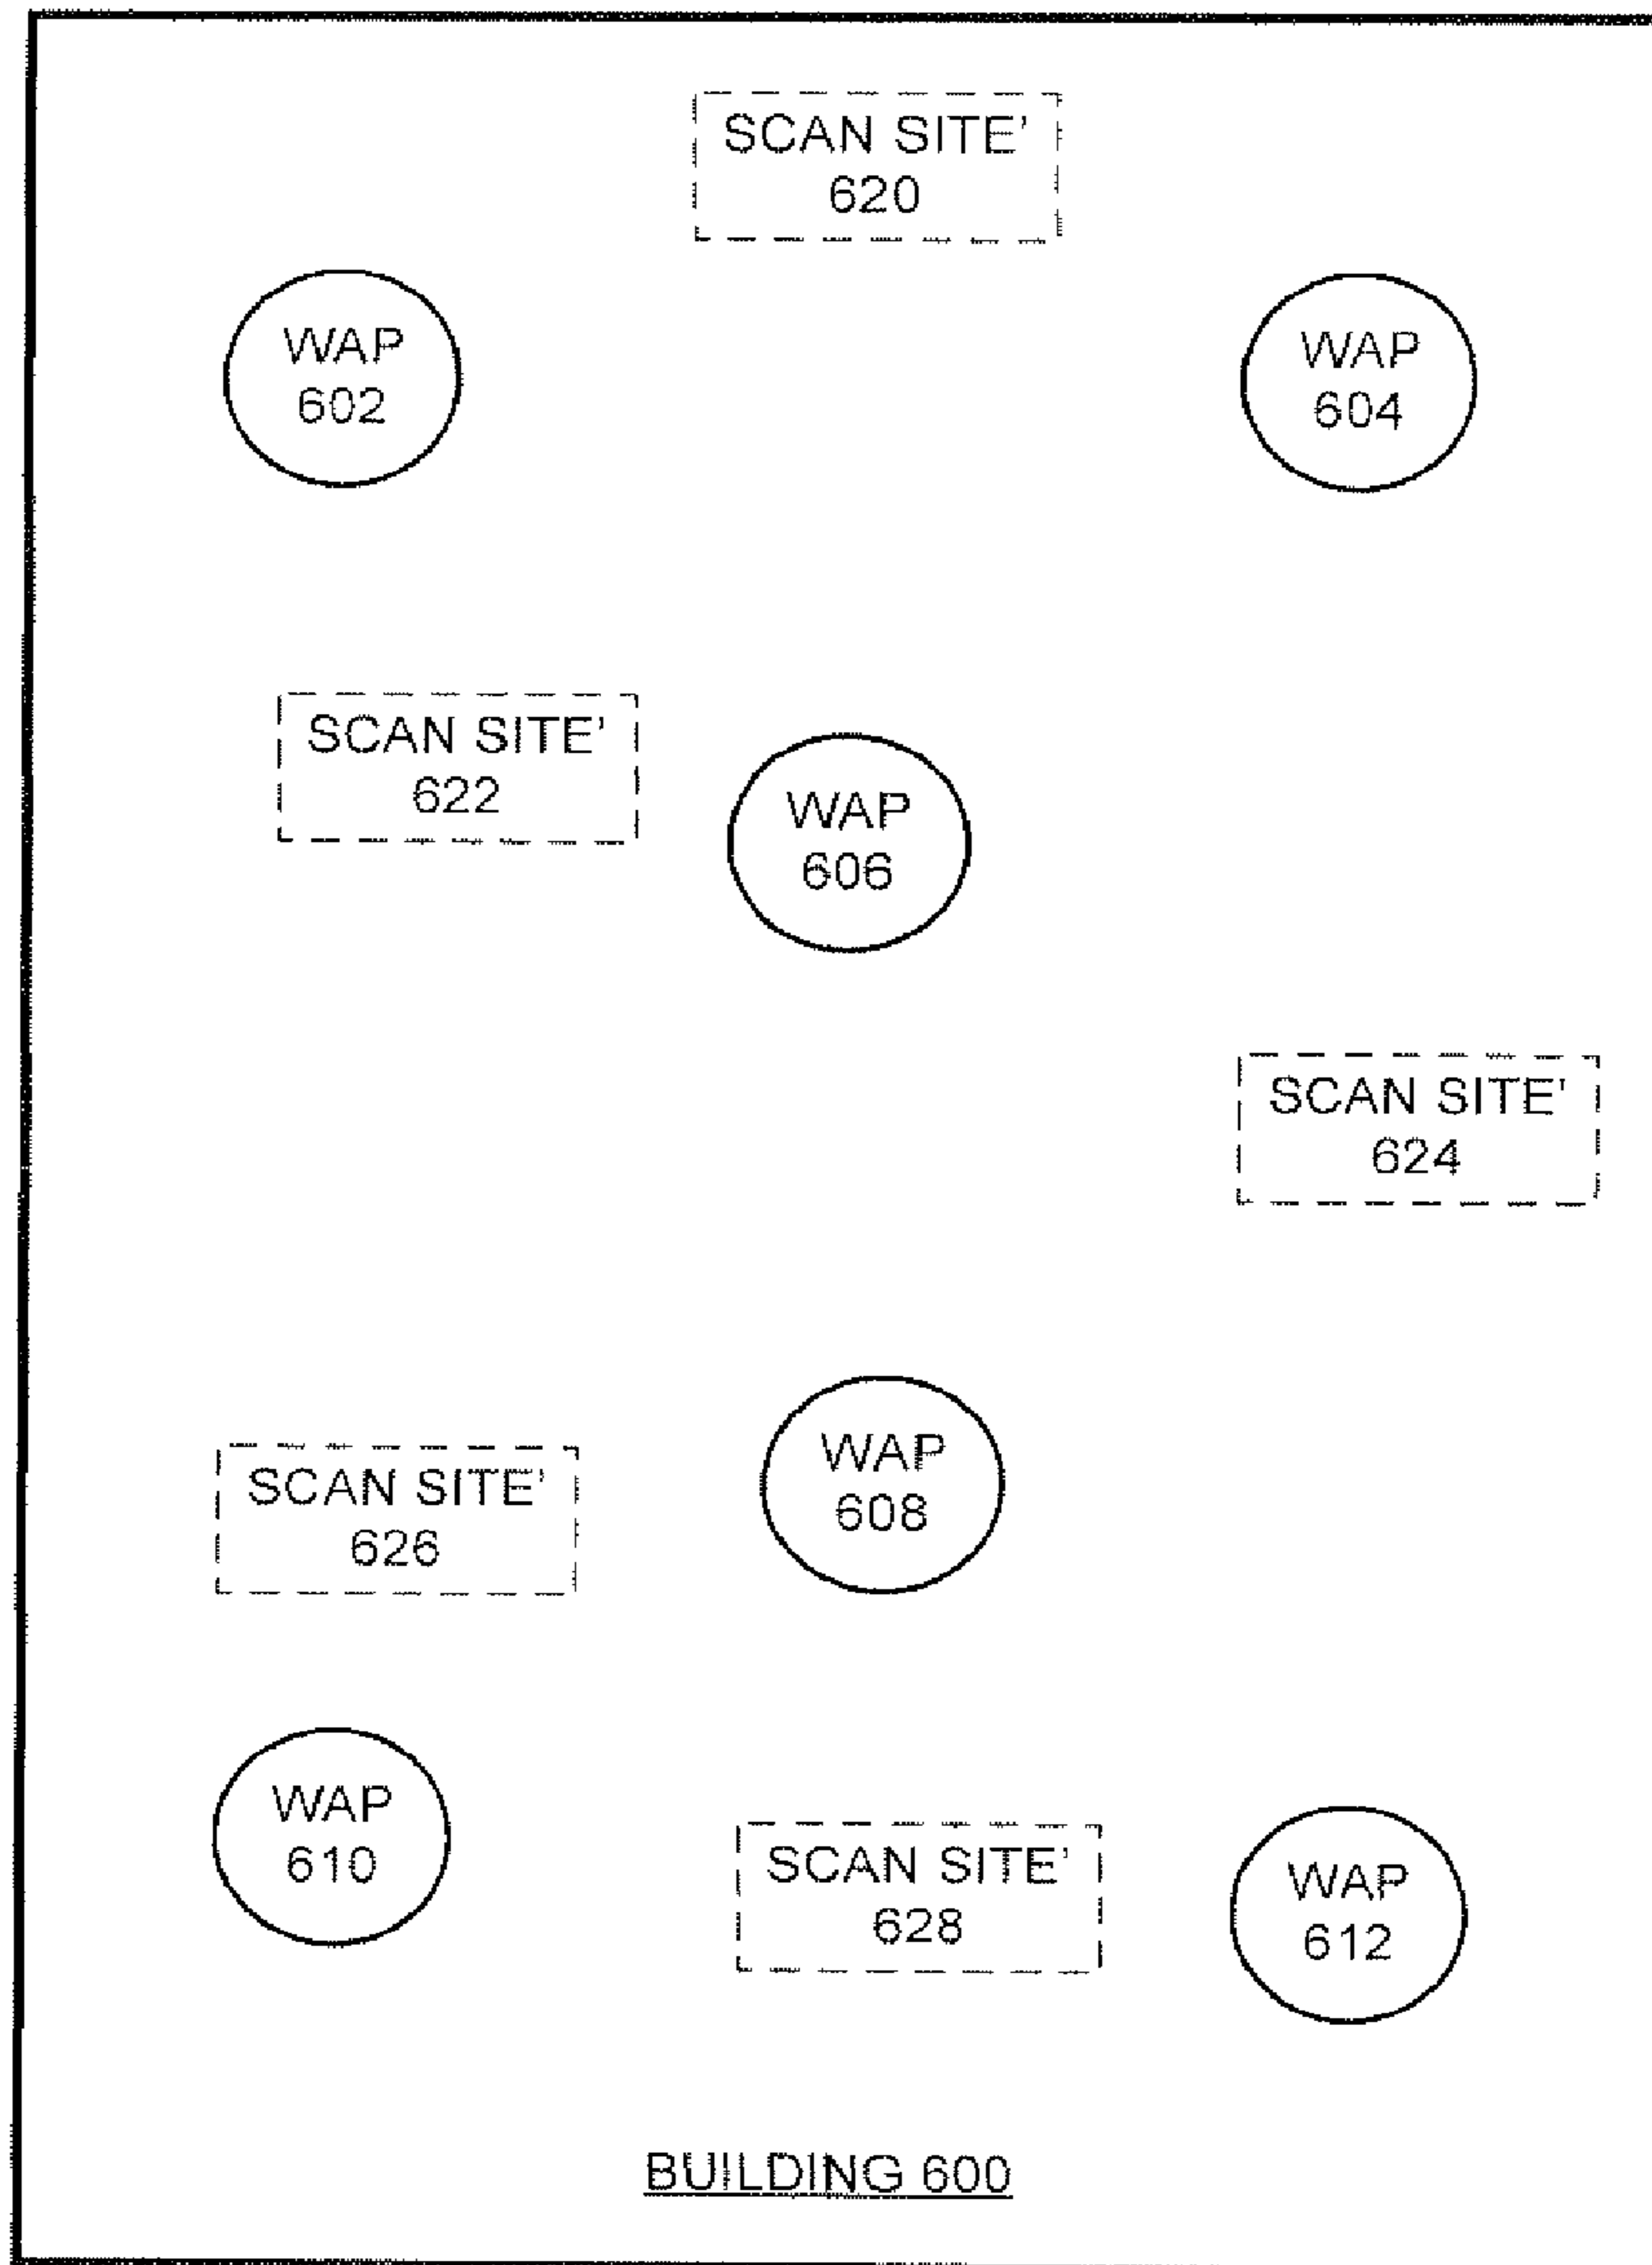 SCAN SITE'
620
WAP
602
WAP
604
SCAN SITE'
622
WAP
606
SCAN SITE'
624
WAP
608
SCAN SITE'
626
WAP
610
SCAN SITE'
628
WAP
612
BUILDING 600